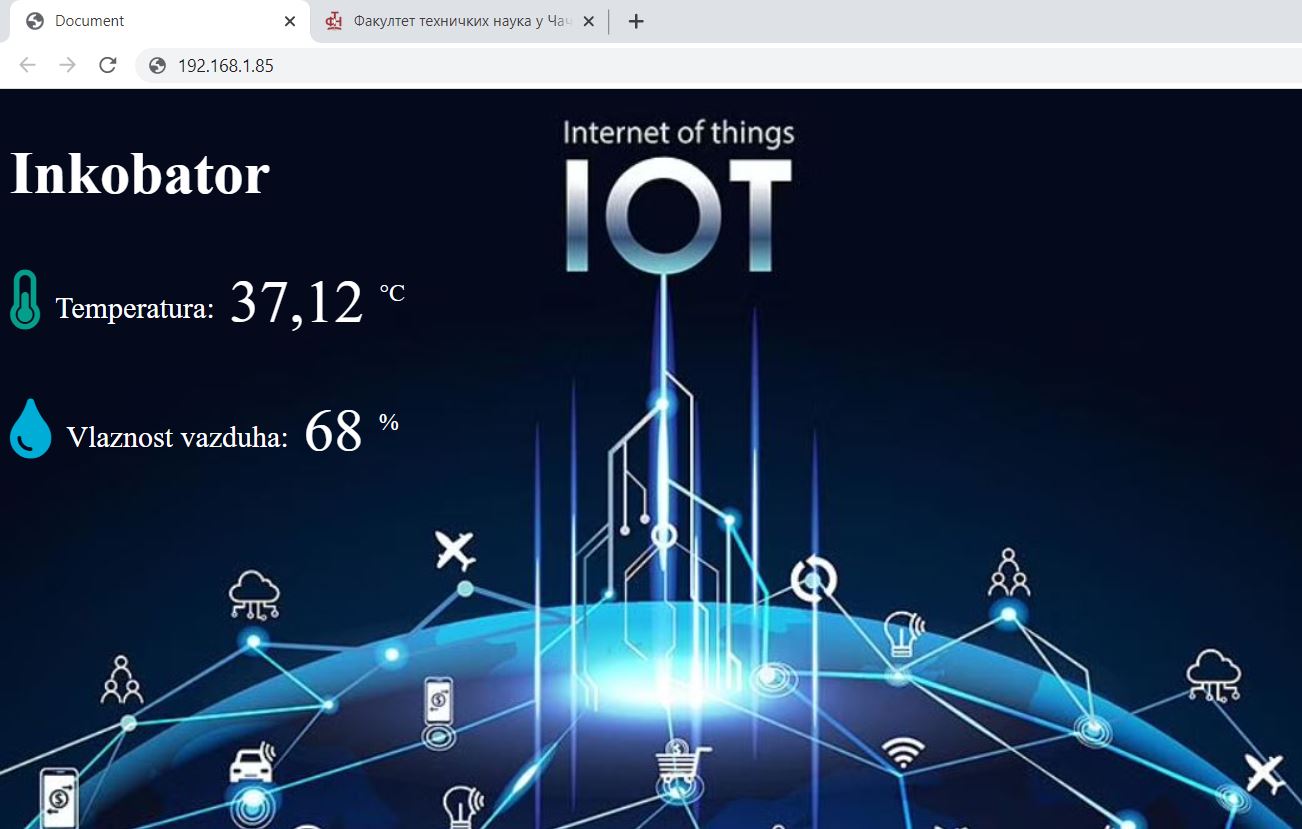 Document
Факултет техничких наука у Чач
192.168.1.85
Internet of things
IOT
Inkobator
Temperatura: 37,12 °C
Vlaznost vazduha: 68 %